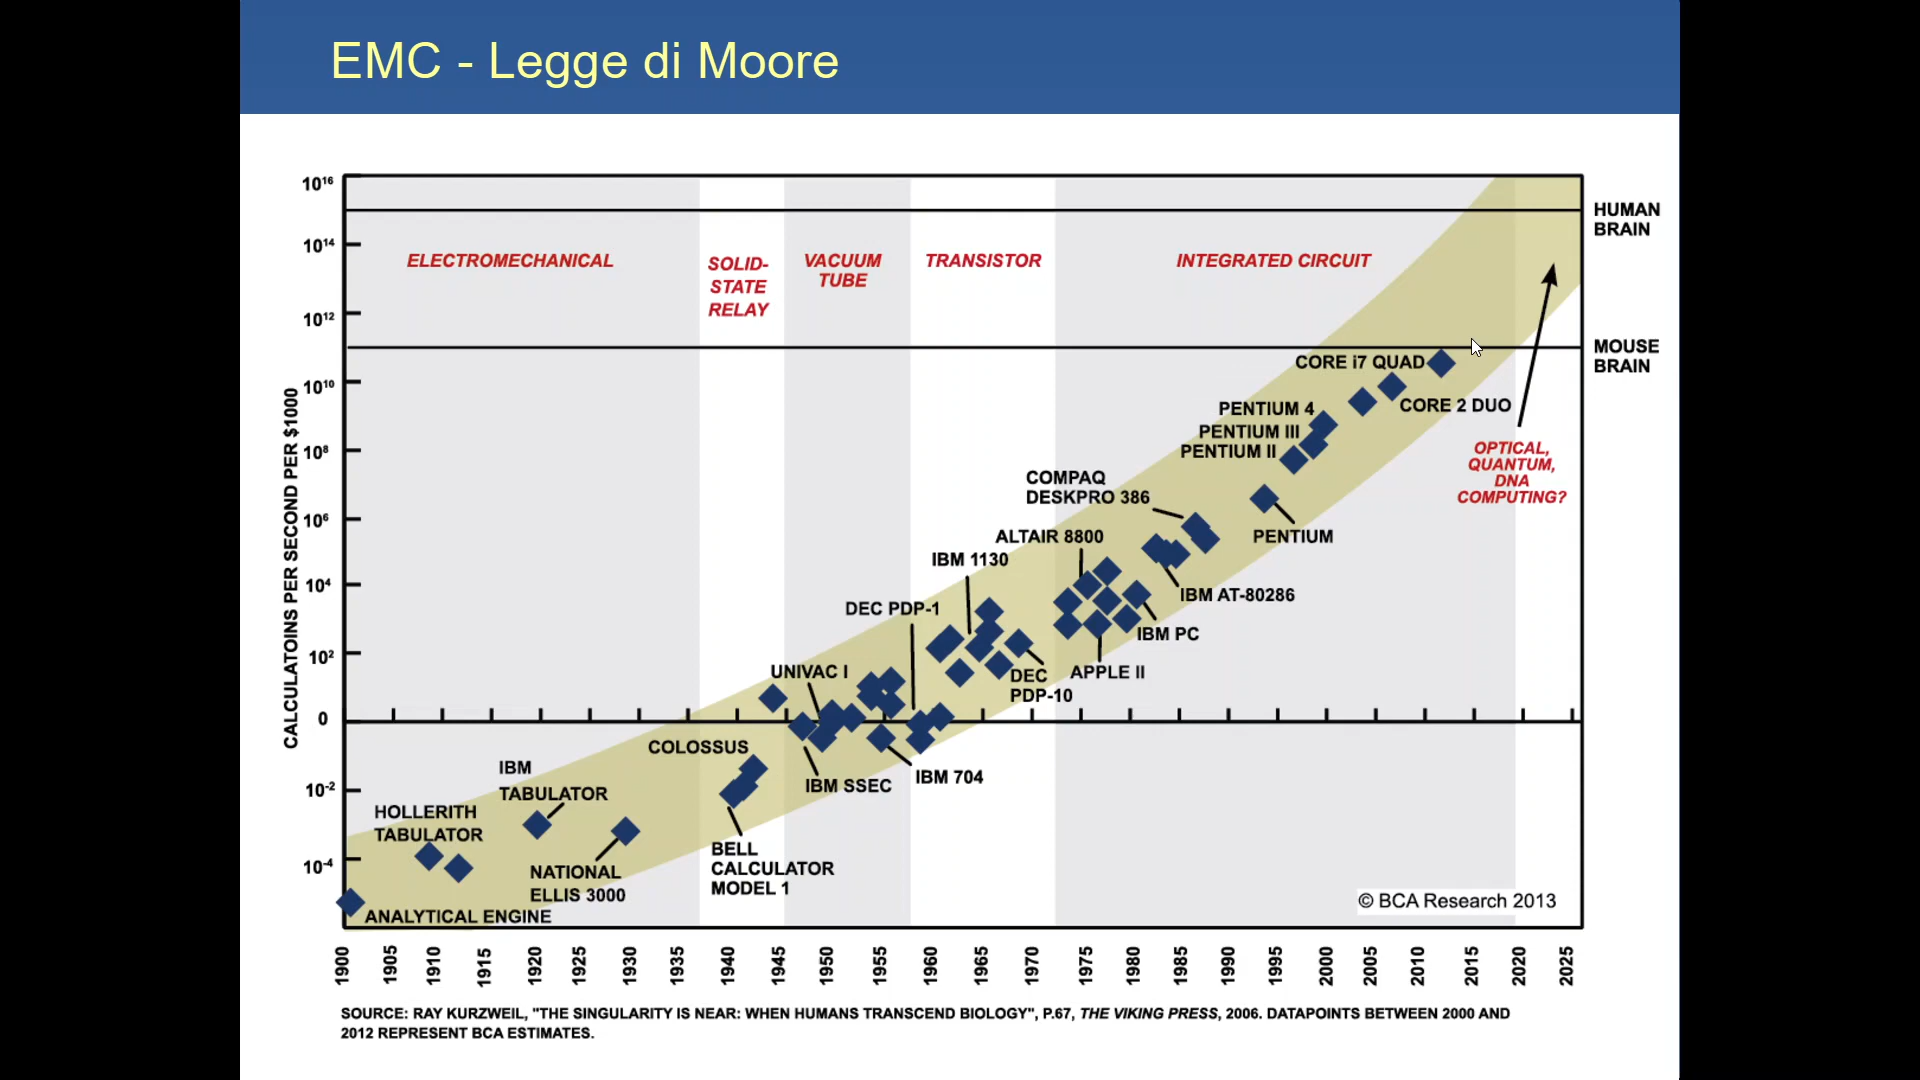 EMC - Legge di Moore
10¹⁶
10¹⁴
10¹²
10¹⁰
10⁸
10⁶
10⁴
10²
0
10⁻²
10⁻⁴
CALCULATOINS PER SECOND PER $1000
HUMAN
BRAIN
MOUSE
BRAIN
ELECTROMECHANICAL
SOLID-
STATE
RELAY
VACUUM
TUBE
TRANSISTOR
INTEGRATED CIRCUIT
CORE i7 QUAD
CORE 2 DUO
PENTIUM 4
PENTIUM III
PENTIUM II
OPTICAL,
QUANTUM,
DNA
COMPUTING?
COMPAQ
DESKPRO 386
PENTIUM
ALTAIR 8800
IBM 1130
IBM AT-80286
DEC PDP-1
IBM PC
UNIVAC I
DEC
PDP-10
APPLE II
COLOSSUS
IBM SSEC
IBM 704
IBM
TABULATOR
HOLLERITH
TABULATOR
NATIONAL
ELLIS 3000
BELL
CALCULATOR
MODEL 1
ANALYTICAL ENGINE
© BCA Research 2013
1900
1905
1910
1915
1920
1925
1930
1935
1940
1945
1950
1955
1960
1965
1970
1975
1980
1985
1990
1995
2000
2005
2010
2015
2020
2025
SOURCE: RAY KURZWEIL, "THE SINGULARITY IS NEAR: WHEN HUMANS TRANSCEND BIOLOGY", P.67, THE VIKING PRESS, 2006. DATAPOINTS BETWEEN 2000 AND
2012 REPRESENT BCA ESTIMATES.